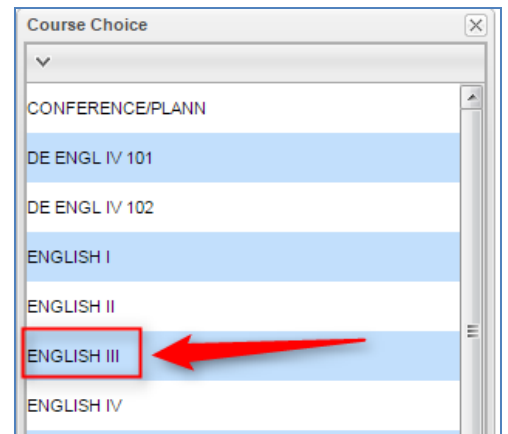 Course Choice
CONFERENCE/PLANN
DE ENGL IV 101
DE ENGL IV 102
ENGLISH I
ENGLISH II
ENGLISH III
ENGLISH IV